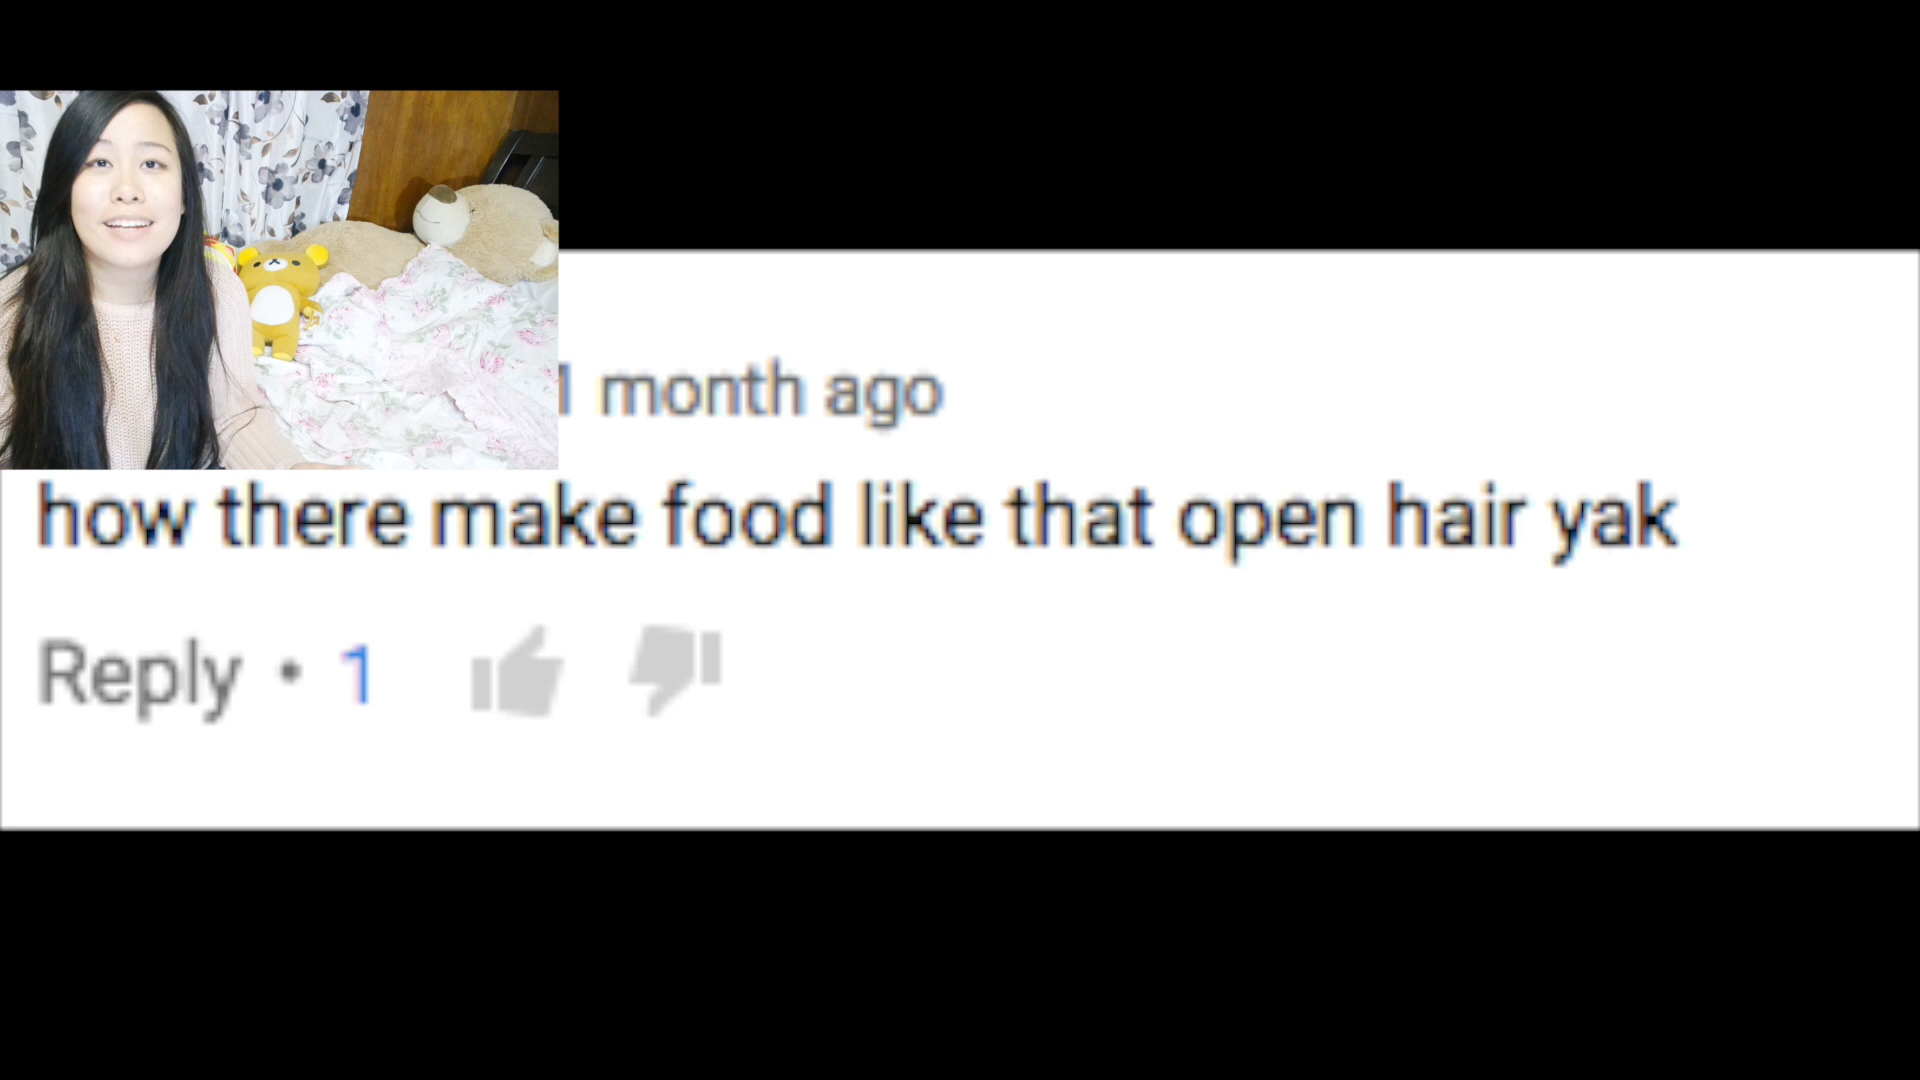 1 month ago
how there make food like that open hair yak
Reply • 1